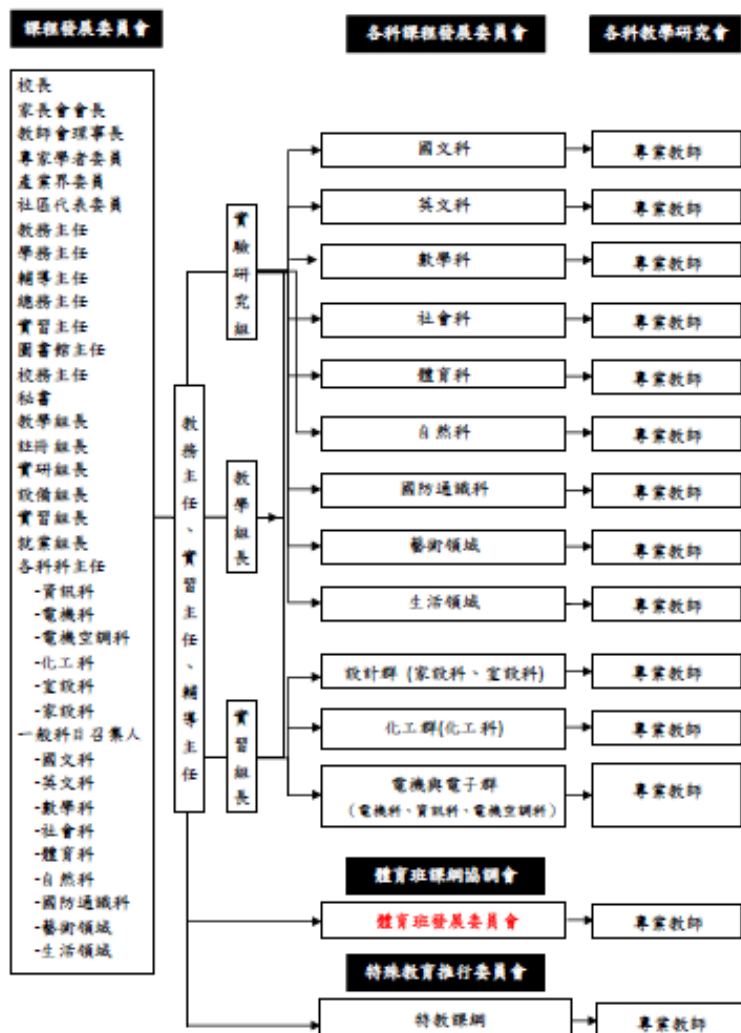 課程發展委員會
校長
家長會會長
教師會理事長
專家學者委員
產業界委員
社區代表委員
教務主任
學務主任
輔導主任
總務主任
實習主任
圖書館主任
校務主任
秘書
教學組長
註冊組長
實研組長
設備組長
實習組長
就業組長
各科科主任
-資訊科
-電機科
-電機空調科
-化工科
-室設科
-家設科
一般科目召集人
-國文科
-英文科
-數學科
-社會科
-體育科
-自然科
-國防通識科
-藝術領域
-生活領域
教務主任、實習主任、輔導主任
實驗研究組
教學組長
實習組長
各科課程發展委員會
各科教學研究會
國文科
專業教師
英文科
專業教師
數學科
專業教師
社會科
專業教師
體育科
專業教師
自然科
專業教師
國防通識科
專業教師
藝術領域
專業教師
生活領域
專業教師
設計群 (家設科、室設科)
專業教師
化工群(化工科)
專業教師
電機與電子群
(電機科、資訊科、電機空調科)
專業教師
體育班課綱協調會
體育班發展委員會
專業教師
特殊教育推行委員會
特教課綱
專業教師